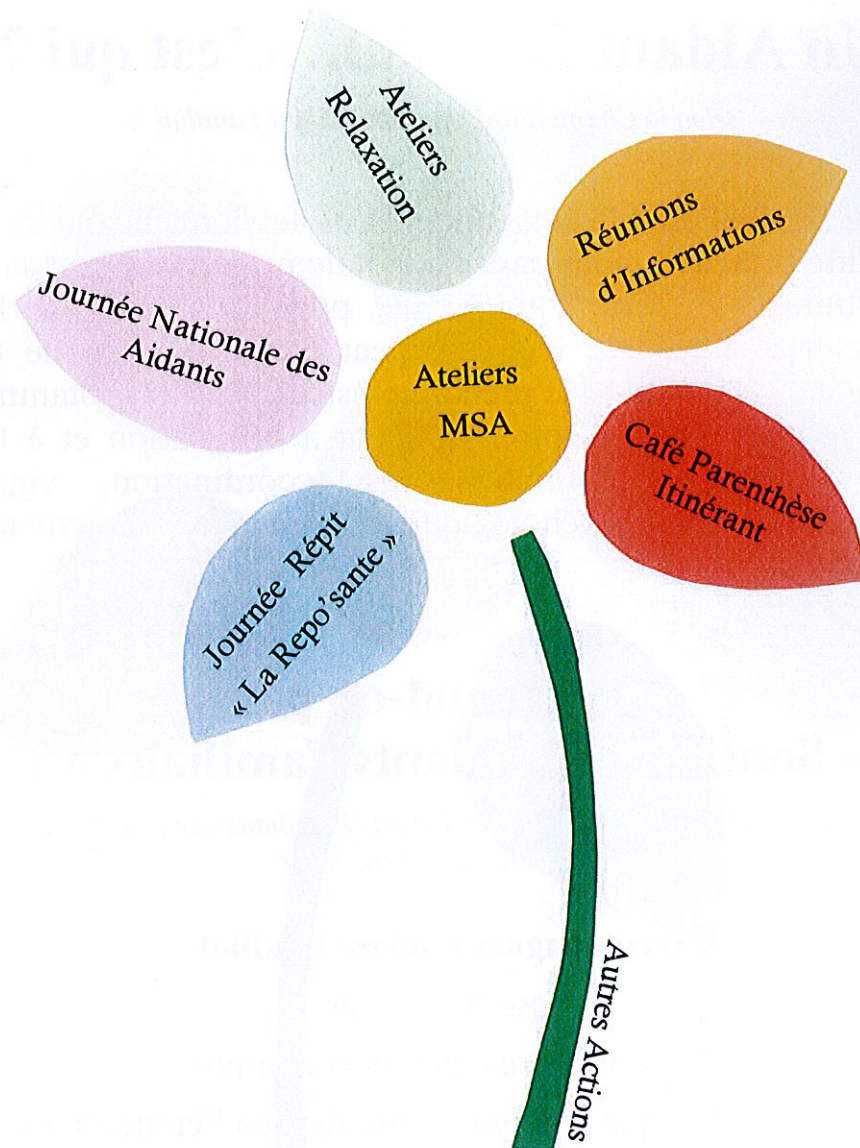 Ateliers
Relaxation
Réunions
d'Informations
Journée Nationale des
Aidants
Ateliers
MSA
Café Parenthèse
Itinérant
Journée Répit
« La Repo'sante »
Autres Actions